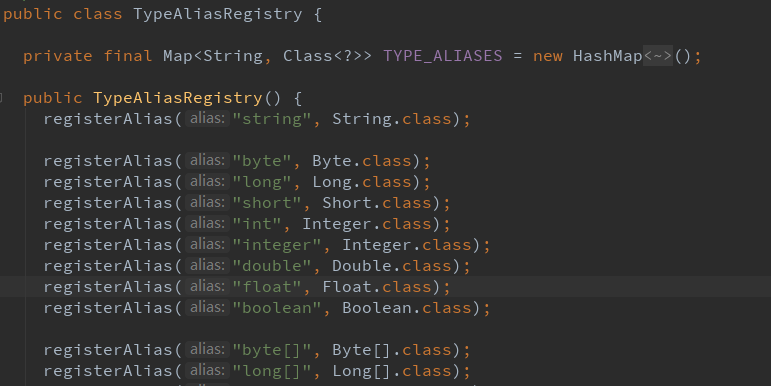 public class TypeAliasRegistry {
private final Map<String, Class<?>> TYPE_ALIASES = new HashMap<~>();
public TypeAliasRegistry() {
registerAlias( alias: "string", String.class);
registerAlias( alias: "byte", Byte.class);
registerAlias( alias: "long", Long.class);
registerAlias( alias: "short", Short.class);
registerAlias( alias: "int", Integer.class);
registerAlias( alias: "integer", Integer.class);
registerAlias( alias: "double", Double.class);
registerAlias( alias: "float", Float.class);
registerAlias( alias: "boolean", Boolean.class);
registerAlias( alias: "byte[]", Byte[].class);
registerAlias( alias: "long[]", Long[].class);